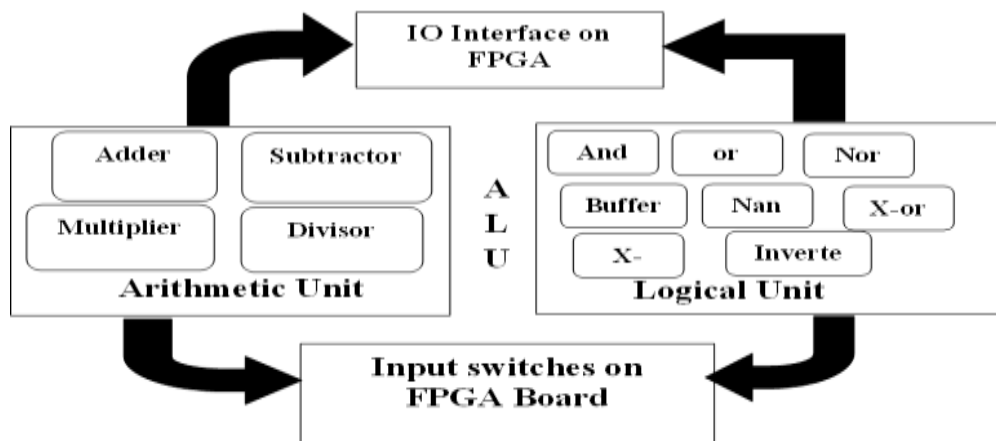 IO Interface on
FPGA
Adder
Subtractor
Multiplier
Divisor
Arithmetic Unit
A
L
U
And
or
Nor
Buffer
Nan
X-or
X-
Inverte
Logical Unit
Input switches on
FPGA Board